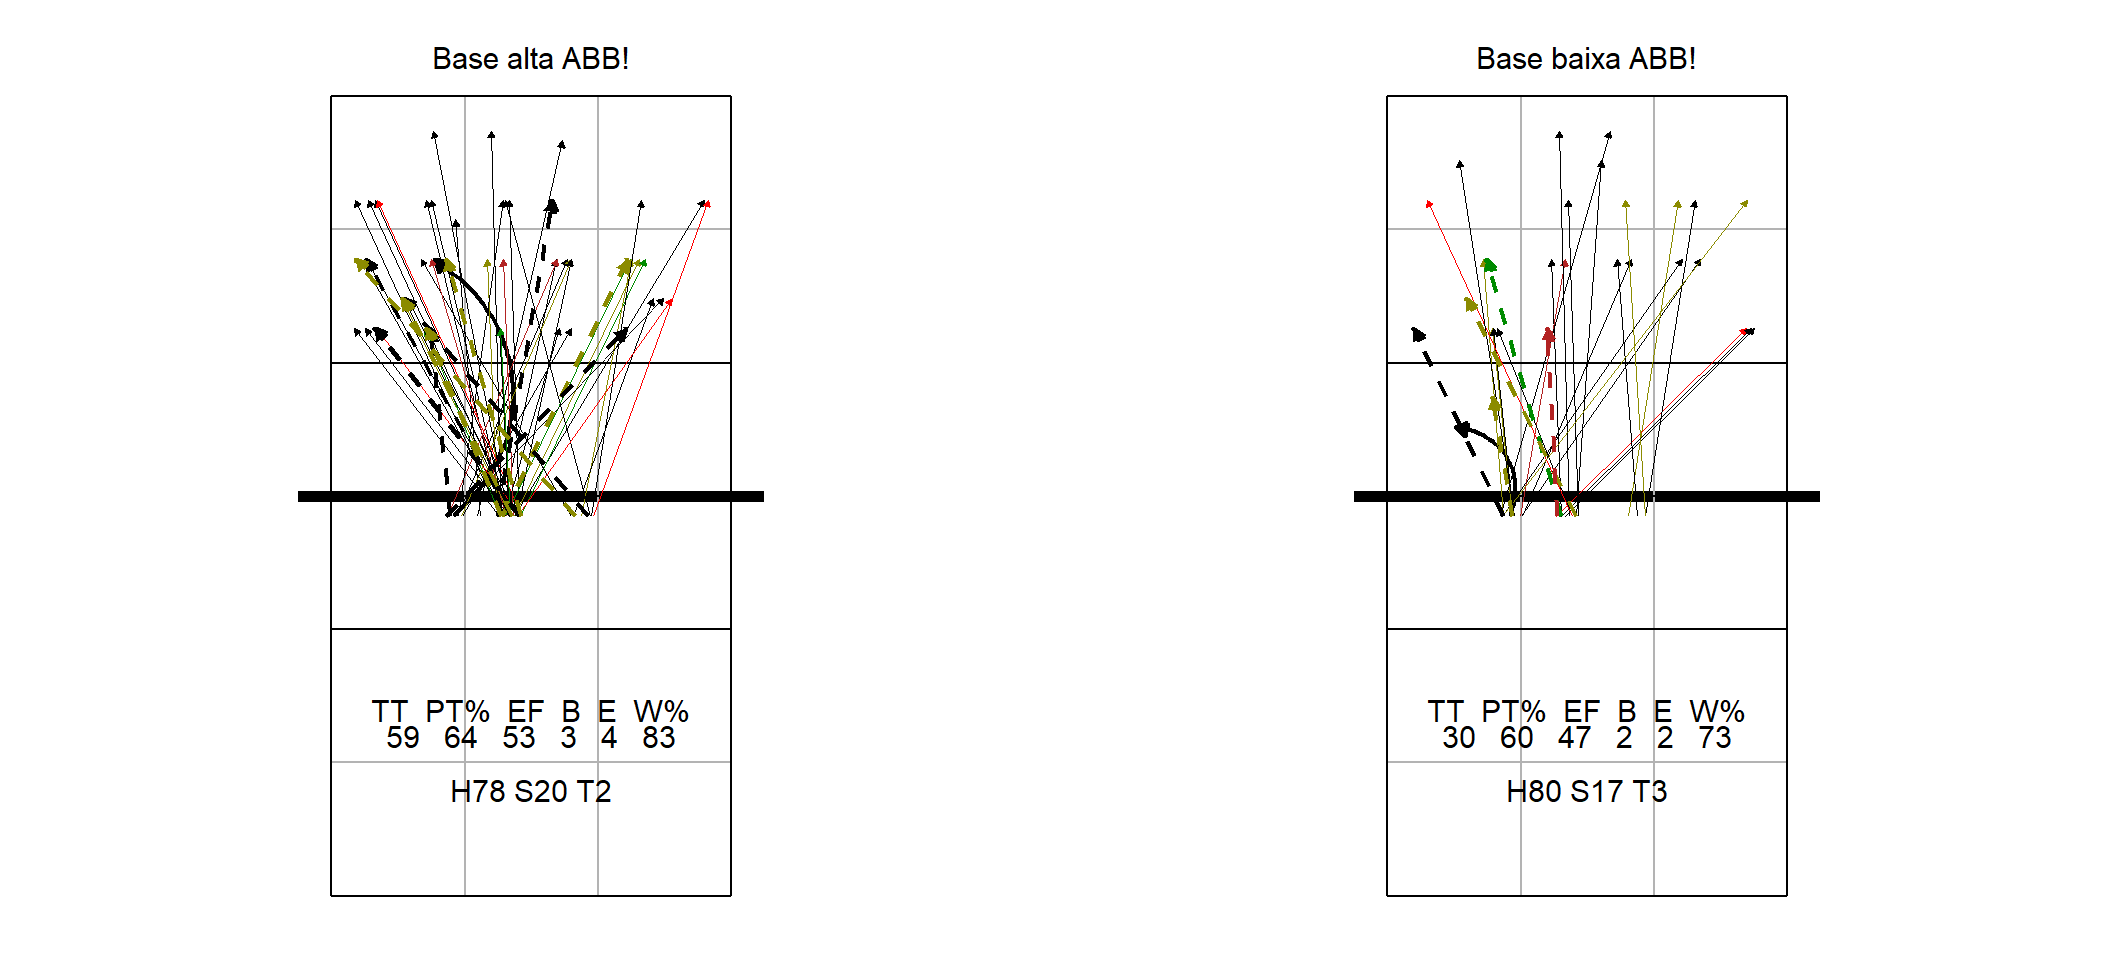 Base alta ABB!
TT PT% EF B E W%
59 64 53 3 4 83
H78 S20 T2
Base baixa ABB!
TT PT% EF B E W%
30 60 47 2 2 73
H80 S17 T3